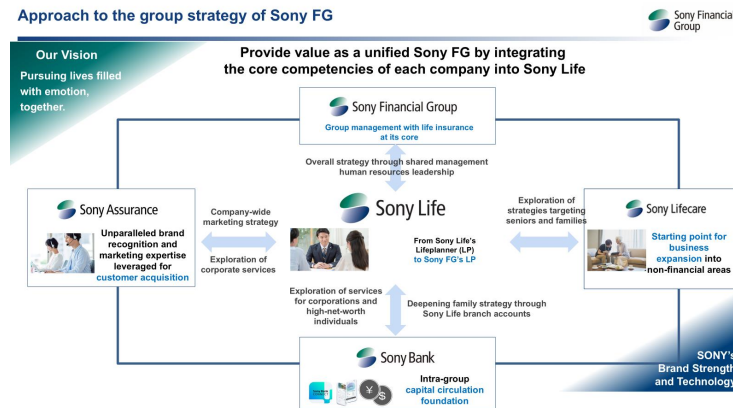 Approach to the group strategy of Sony FG
Sony Financial
Group
Our Vision
Pursuing lives filled
with emotion,
together.
Provide value as a unified Sony FG by integrating
the core competencies of each company into Sony Life
Sony Financial Group
Group management with life insurance
at its core
Overall strategy through shared management
human resources leadership
Sony Assurance
Unparalleled brand
recognition and
marketing expertise
leveraged for
customer acquisition
Company-wide
marketing strategy
Exploration of
corporate services
Sony Life
From Sony Life's
Lifeplanner (LP)
to Sony FG's LP
Exploration of
strategies targeting
seniors and families
Sony Lifecare
Starting point for
business
expansion into
non-financial areas
Exploration of services
for corporations and
high-net-worth
individuals
Deepening family strategy through
Sony Life branch accounts
Sony Bank
Intra-group
capital circulation
foundation
¥
$
SONY's
Brand Strength
and Technology